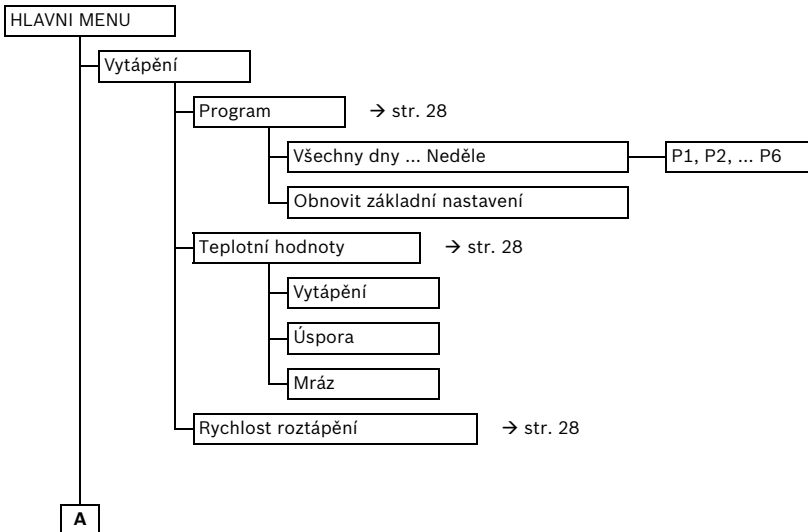 HLAVNI MENU
Vytápění
Program → str. 28
Všechny dny ... Neděle P1, P2, ... P6
Obnovit základní nastavení
Teplotní hodnoty → str. 28
Vytápění
Úspora
Mráz
Rychlost roztápění → str. 28
A